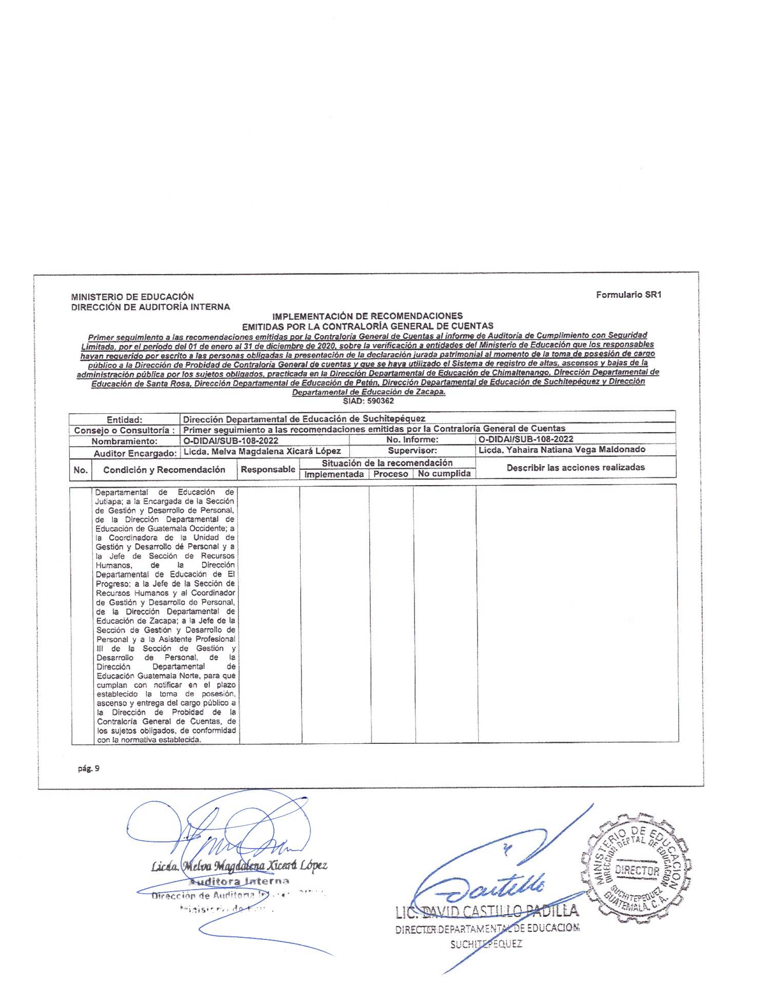 MINISTERIO DE EDUCACIÓN
Formulario SR1
DIRECCIÓN DE AUDITORÍA INTERNA
IMPLEMENTACIÓN DE RECOMENDACIONES
EMITIDAS POR LA CONTRALORÍA GENERAL DE CUENTAS
Primer seguimiento a las recomendaciones emitidas por la Contraloría General de Cuentas al informe de Auditoría de Cumplimiento con Seguridad
Limitada, por el período del 01 de enero al 31 de diciembre de 2020, sobre la verificación a entidades del Ministerio de Educación que los responsables
hayan requerido por escrito a las personas obligadas la presentación de la declaración jurada patrimonial al momento de la toma de posesión de cargo
público a la Dirección de Probidad de Contraloría General de cuentas y que se haya utilizado el Sistema de registro de altas, ascensos y bajas de la
administración pública por los sujetos obligados, practicada en la Dirección Departamental de Educación de Chimaltenango, Dirección Departamental de
Educación de Santa Rosa, Dirección Departamental de Educación de Petén, Dirección Departamental de Educación de Suchitepéquez y Dirección
Departamental de Educación de Zacapa.
SIAD: 590362
Entidad: Dirección Departamental de Educación de Suchitepéquez
Consejo o Consultoría : Primer seguimiento a las recomendaciones emitidas por la Contraloría General de Cuentas
Nombramiento: O-DIDAI/SUB-108-2022 No. Informe: O-DIDAI/SUB-108-2022
Auditor Encargado: Licda. Melva Magdalena Xicará López Supervisor: Licda. Yahaira Natiana Vega Maldonado
No. Condición y Recomendación Responsable Situación de la recomendación Describir las acciones realizadas
Implementada Proceso No cumplida
Departamental de Educación de
Jutiapa; a la Encargada de la Sección
de Gestión y Desarrollo de Personal,
de la Dirección Departamental de
Educación de Guatemala Occidente; a
la Coordinadora de la Unidad de
Gestión y Desarrollo dé Personal y a
la Jefe de Sección de Recursos
Humanos, de la Dirección
Departamental de Educación de El
Progreso; a la Jefe de la Sección de
Recursos Humanos y al Coordinador
de Gestión y Desarrollo de Personal,
de la Dirección Departamental de
Educación de Zacapa; a la Jefe de la
Sección de Gestión y Desarrollo de
Personal y a la Asistente Profesional
III de la Sección de Gestión y
Desarrollo de Personal, de la
Dirección Departamental de
Educación Guatemala Norte, para que
cumplan con notificar en el plazo
establecido la toma de posesión,
ascenso y entrega del cargo público a
la Dirección de Probidad de la
Contraloría General de Cuentas, de
los sujetos obligados, de conformidad
con la normativa establecida.
pág. 9
Licda. Melva Magdalena Xicará López
Auditora Interna
Dirección de Auditoria
Ministerio de
Castillo
LIC. DAVID CASTILLO PADILLA
DIRECTOR DEPARTAMENTAL DE EDUCACION
SUCHITEPEQUEZ
MINISTERIO DE EDUCACION
DIRECCION DEPTAL DE EDUCACION
DIRECTOR
SUCHITEPEQUEZ
GUATEMALA, C. A.